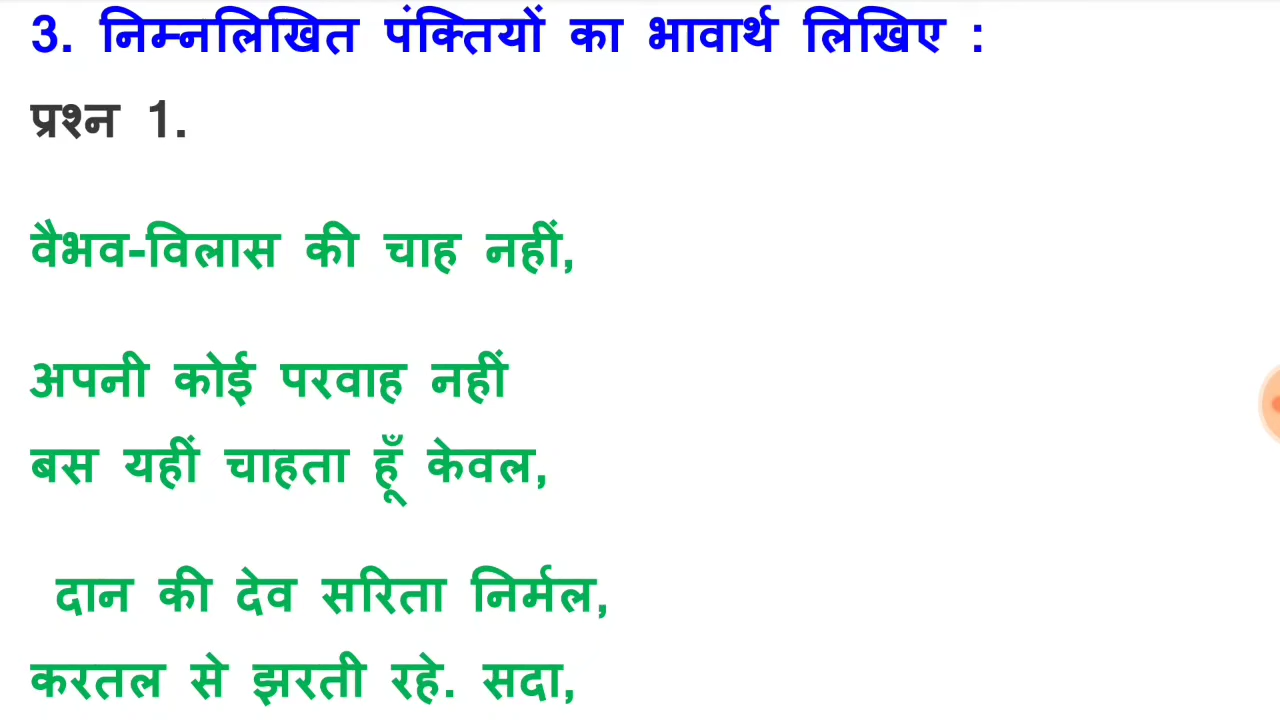 3. निम्नलिखित पंक्तियों का भावार्थ लिखिए :
प्रश्न 1.
वैभव-विलास की चाह नहीं,
अपनी कोई परवाह नहीं
बस यहीं चाहता हूँ केवल,
दान की देव सरिता निर्मल,
करतल से झरती रहे. सदा,